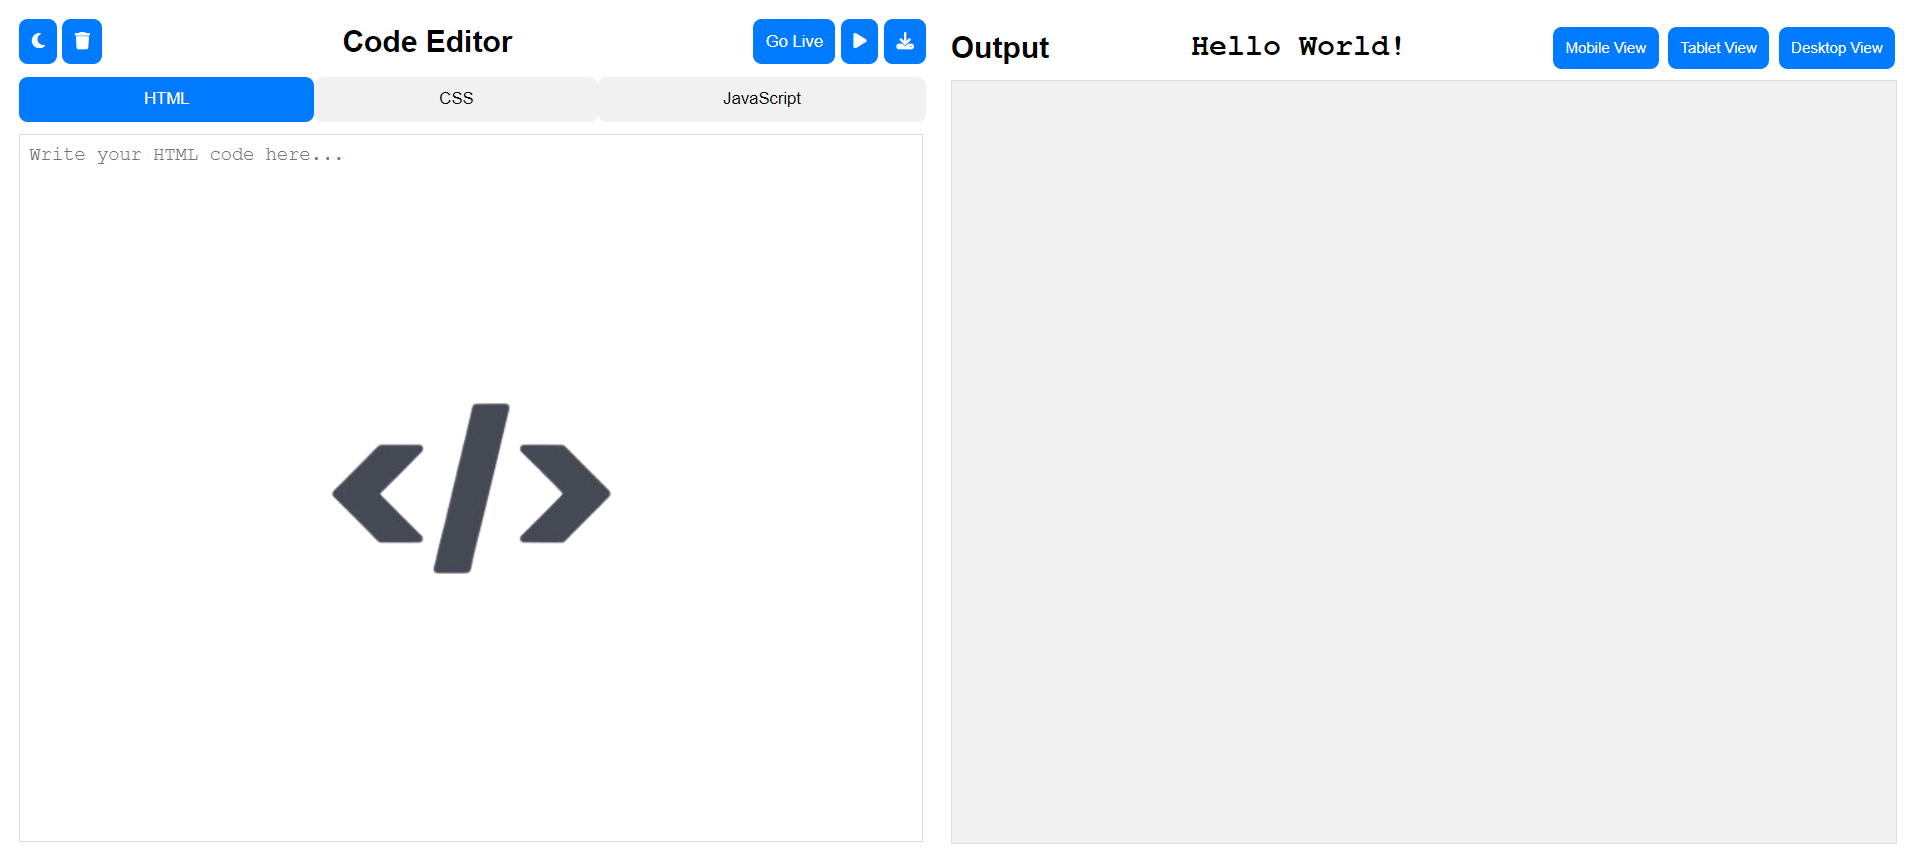 Code Editor
Go Live
HTML
CSS
JavaScript
Write your HTML code here...
</>
Output
Hello World!
Mobile View
Tablet View
Desktop View